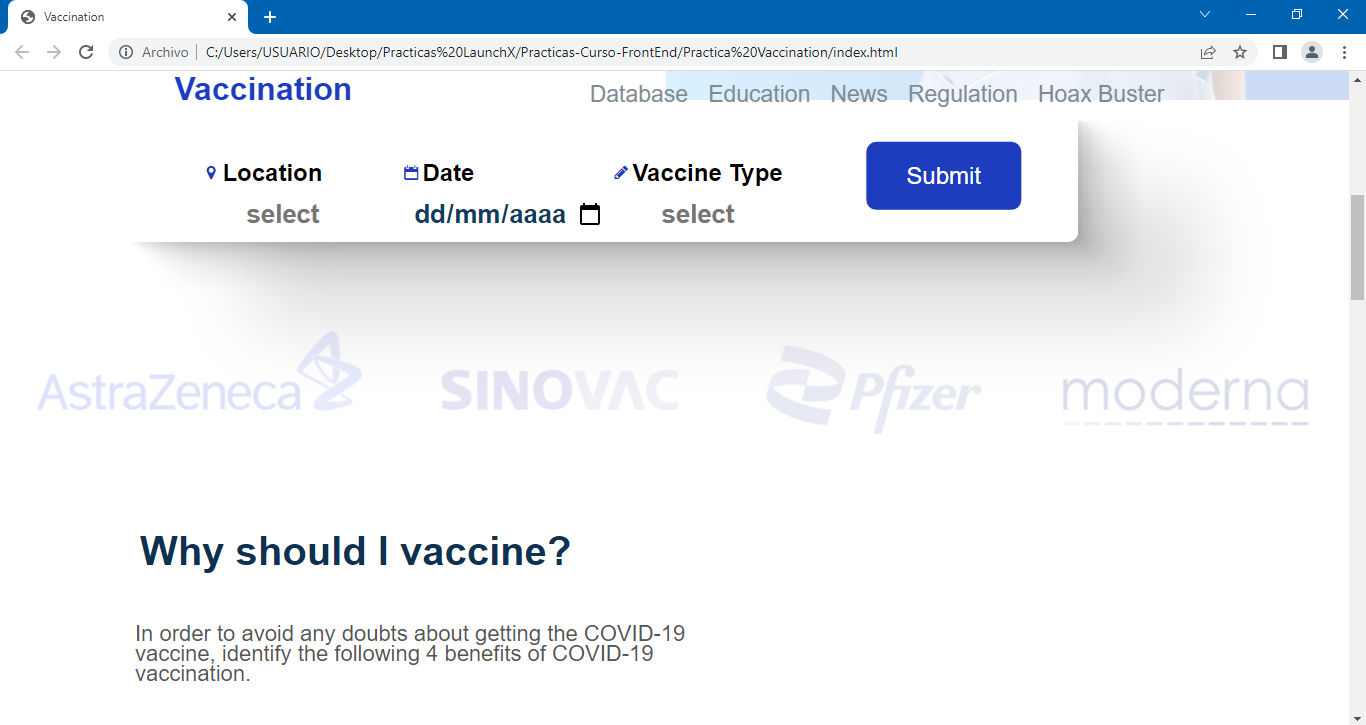 Vaccination
Archivo C:/Users/USUARIO/Desktop/Practicas%20LaunchX/Practicas-Curso-FrontEnd/Practica%20Vaccination/index.html
Vaccination Database Education News Regulation Hoax Buster
Location Date Vaccine Type Submit
select dd/mm/aaaa select
AstraZeneca SINOVAC Pfizer moderna
Why should I vaccine?
In order to avoid any doubts about getting the COVID-19
vaccine, identify the following 4 benefits of COVID-19
vaccination.